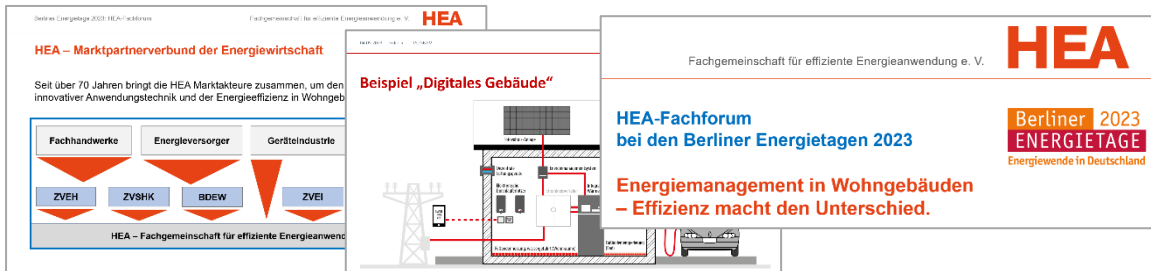 Berliner Energietage 2023: HEA-Fachforum
Fachgemeinschaft für effiziente Energieanwendung e. V.
HEA
HEA – Marktpartnerverbund der Energiewirtschaft
Seit über 70 Jahren bringt die HEA Marktakteure zusammen, um den
innovativer Anwendungstechnik und der Energieeffizienz in Wohngeb
Fachhandwerke
Energieversorger
Geräteindustrie
ZVEH
ZVSHK
BDEW
ZVEI
HEA – Fachgemeinschaft für effiziente Energieanwend
Beispiel „Digitales Gebäude“
Fachgemeinschaft für effiziente Energieanwendung e. V.
HEA
HEA-Fachforum
bei den Berliner Energietagen 2023
Berliner 2023
ENERGIETAGE
Energiewende in Deutschland
Energiemanagement in Wohngebäuden
– Effizienz macht den Unterschied.